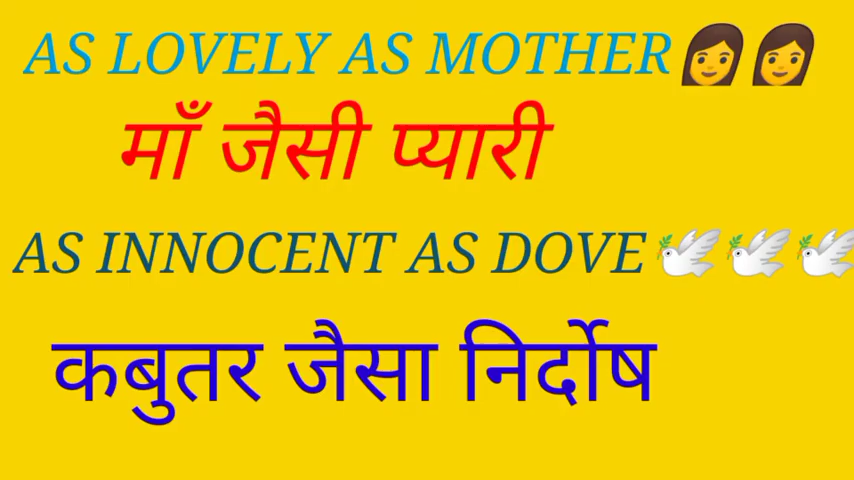 AS LOVELY AS MOTHER👩👩
माँ जैसी प्यारी
AS INNOCENT AS DOVE🕊️🕊️🕊️
कबुतर जैसा निर्दोष